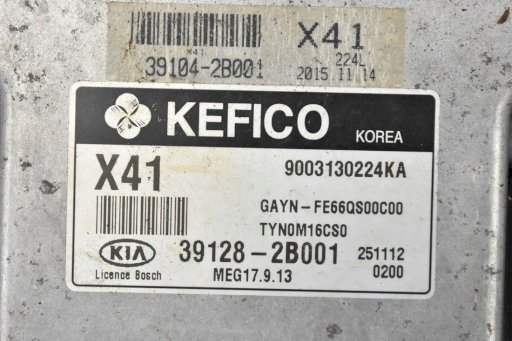 X41
X41
224L
39104-2B001
2015 11 14
KEFICO
KOREA
X41
9003130224KA
GAYN-FE66QS00C00
TYN0M16CS0
KIA
39128-2B001
251112
Licence Bosch
MEG17.9.13
0200